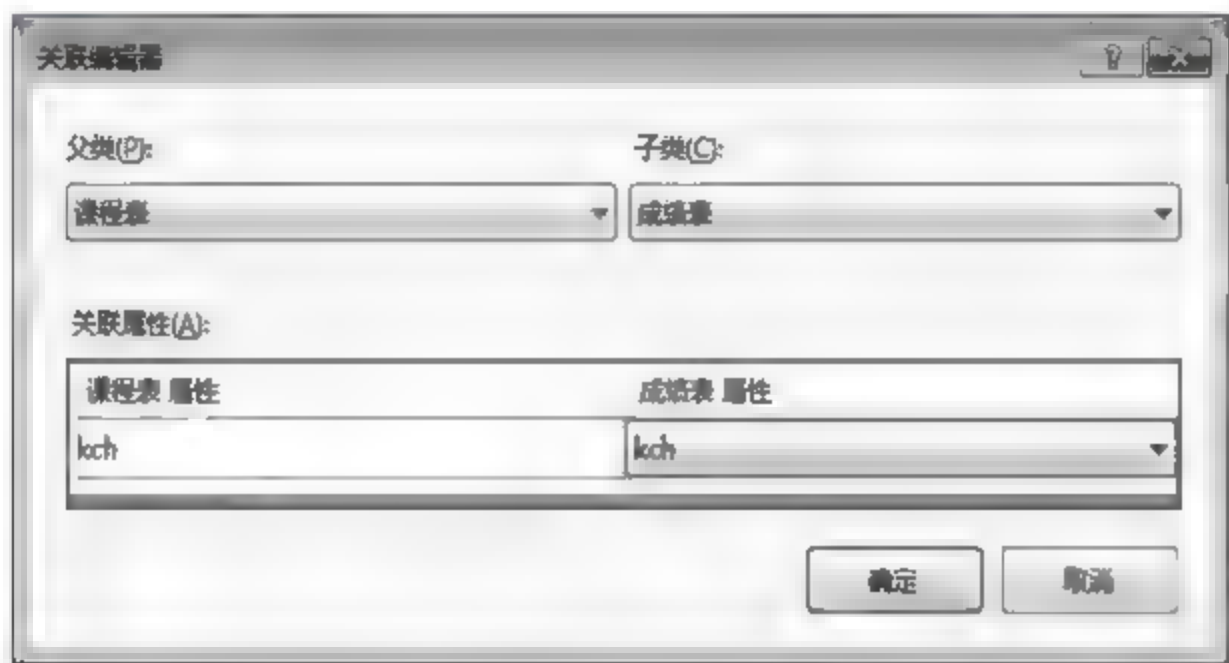 关联编辑器
父类(P):
子类(C):
课程表
成绩表
关联属性(A):
课程表 属性
成绩表 属性
kch
kch
确定
取消